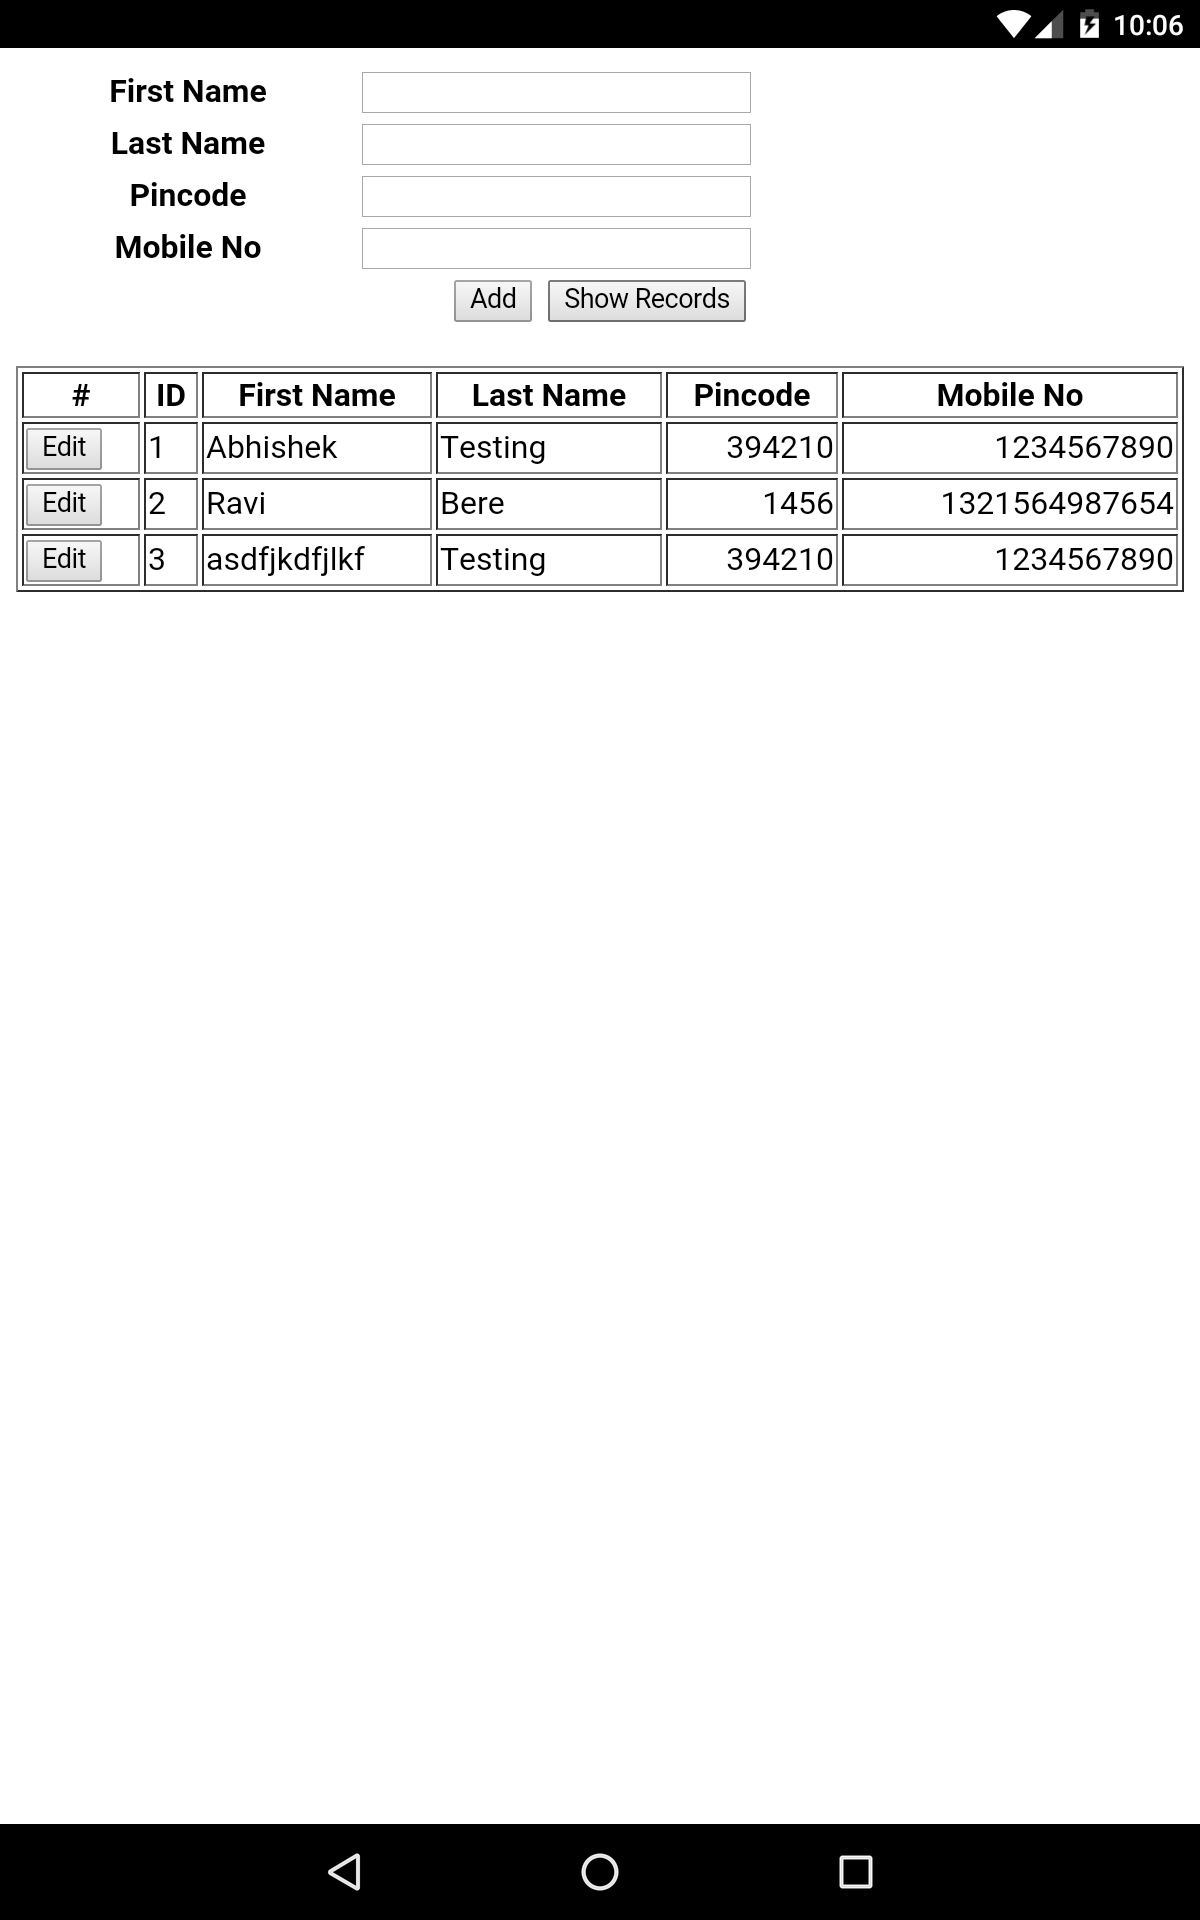 10:06
First Name
Last Name
Pincode
Mobile No
Add Show Records
# ID First Name Last Name Pincode Mobile No
Edit 1 Abhishek Testing 394210 1234567890
Edit 2 Ravi Bere 1456 1321564987654
Edit 3 asdfjkdfjlkf Testing 394210 1234567890